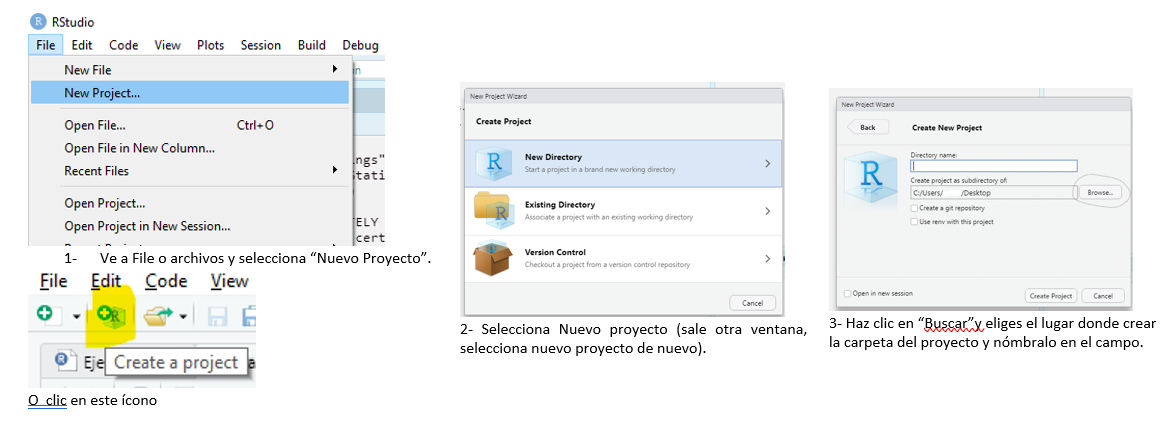 RStudio
File Edit Code View Plots Session Build Debug
New File
in
New Project...
Open File... Ctrl+O
Open File in New Column...
ngs"
Recent Files
Stati
Open Project...
Open Project in New Session...
ELY
cert
1- Ve a File o archivos y selecciona “Nuevo Proyecto”.
File Edit Code View
R
R Eje
Create a project
a
O clic en este ícono
New Project Wizard
Create Project
R
New Directory
Start a project in a brand new working directory
R
Existing Directory
Associate a project with an existing working directory
Version Control
Checkout a project from a version control repository
Cancel
2- Selecciona Nuevo proyecto (sale otra ventana,
selecciona nuevo proyecto de nuevo).
New Project Wizard
Back Create New Project
R
Directory name:
Create project as subdirectory of:
C:/Users/ /Desktop Browse...
Create a git repository
Use renv with this project
Open in new session Create Project Cancel
3- Haz clic en “Buscar”y eliges el lugar donde crear
la carpeta del proyecto y nómbralo en el campo.